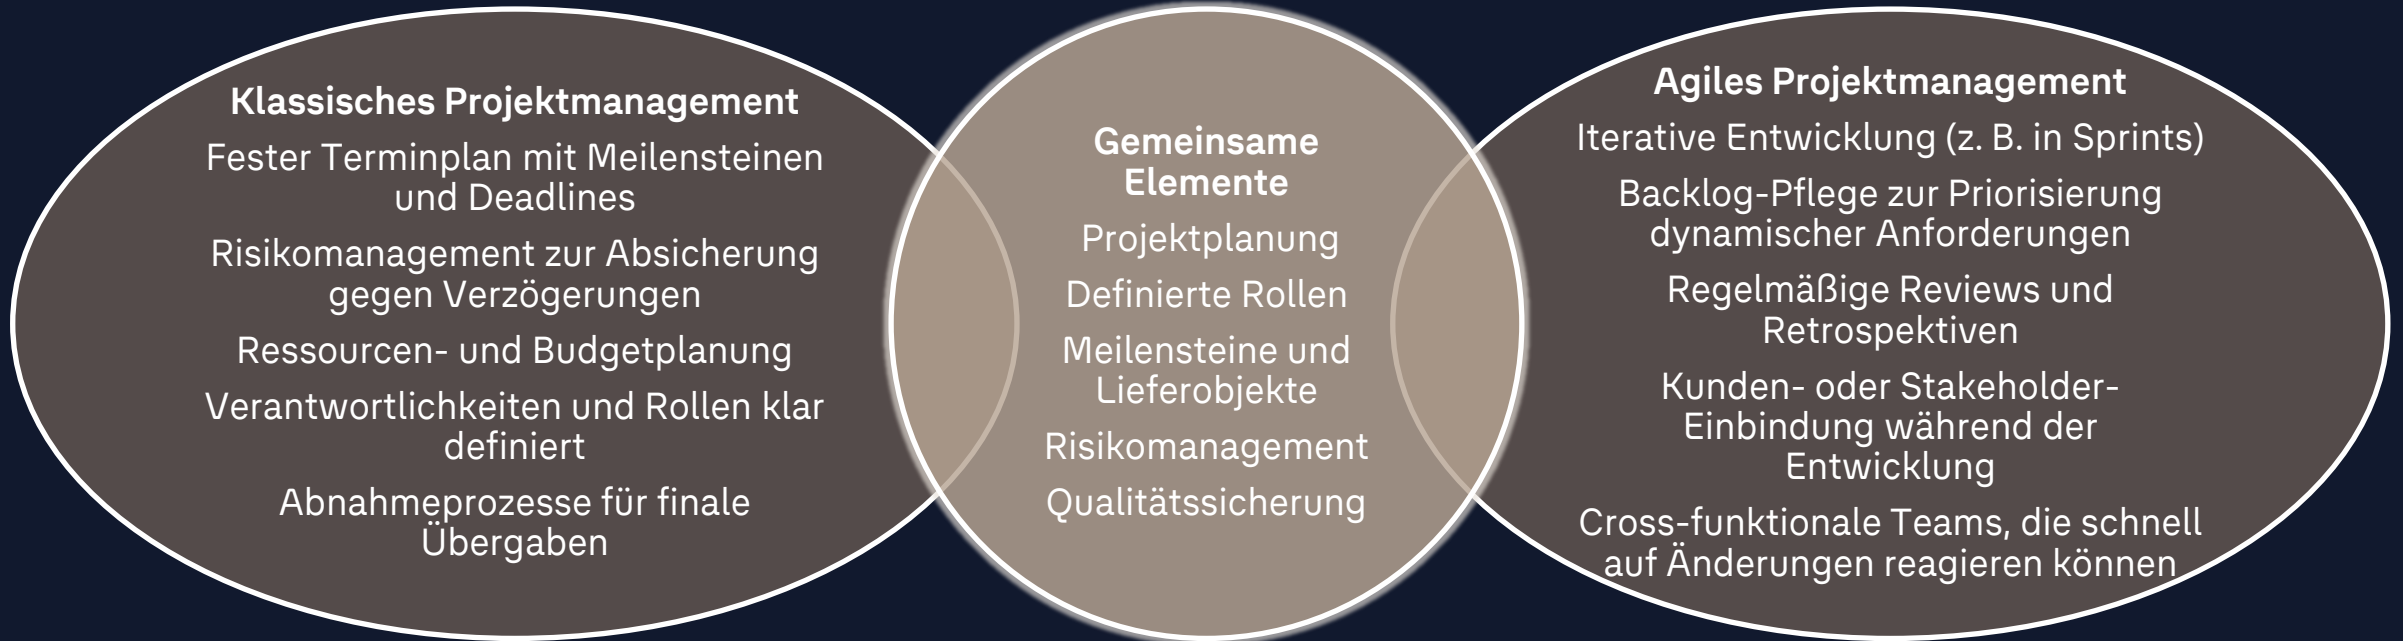 Klassisches Projektmanagement
Fester Terminplan mit Meilensteinen
und Deadlines
Risikomanagement zur Absicherung
gegen Verzögerungen
Ressourcen- und Budgetplanung
Verantwortlichkeiten und Rollen klar
definiert
Abnahmeprozesse für finale
Übergaben
Gemeinsame
Elemente
Projektplanung
Definierte Rollen
Meilensteine und
Lieferobjekte
Risikomanagement
Qualitätssicherung
Agiles Projektmanagement
Iterative Entwicklung (z. B. in Sprints)
Backlog-Pflege zur Priorisierung
dynamischer Anforderungen
Regelmäßige Reviews und
Retrospektiven
Kunden- oder Stakeholder-
Einbindung während der
Entwicklung
Cross-funktionale Teams, die schnell
auf Änderungen reagieren können